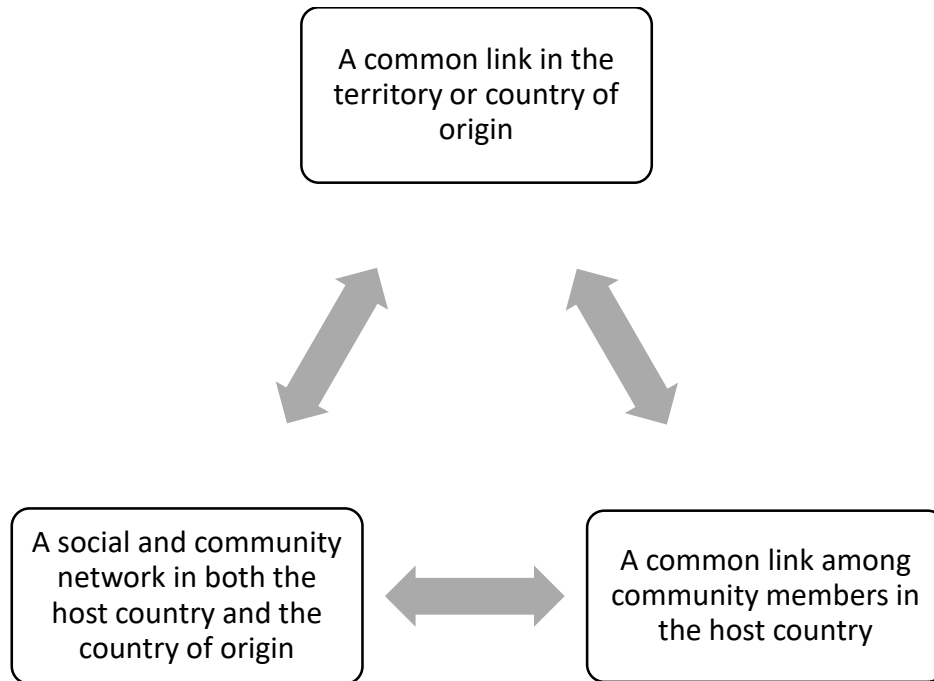 A common link in the
territory or country of
origin
A social and community
network in both the
host country and the
country of origin
A common link among
community members in
the host country